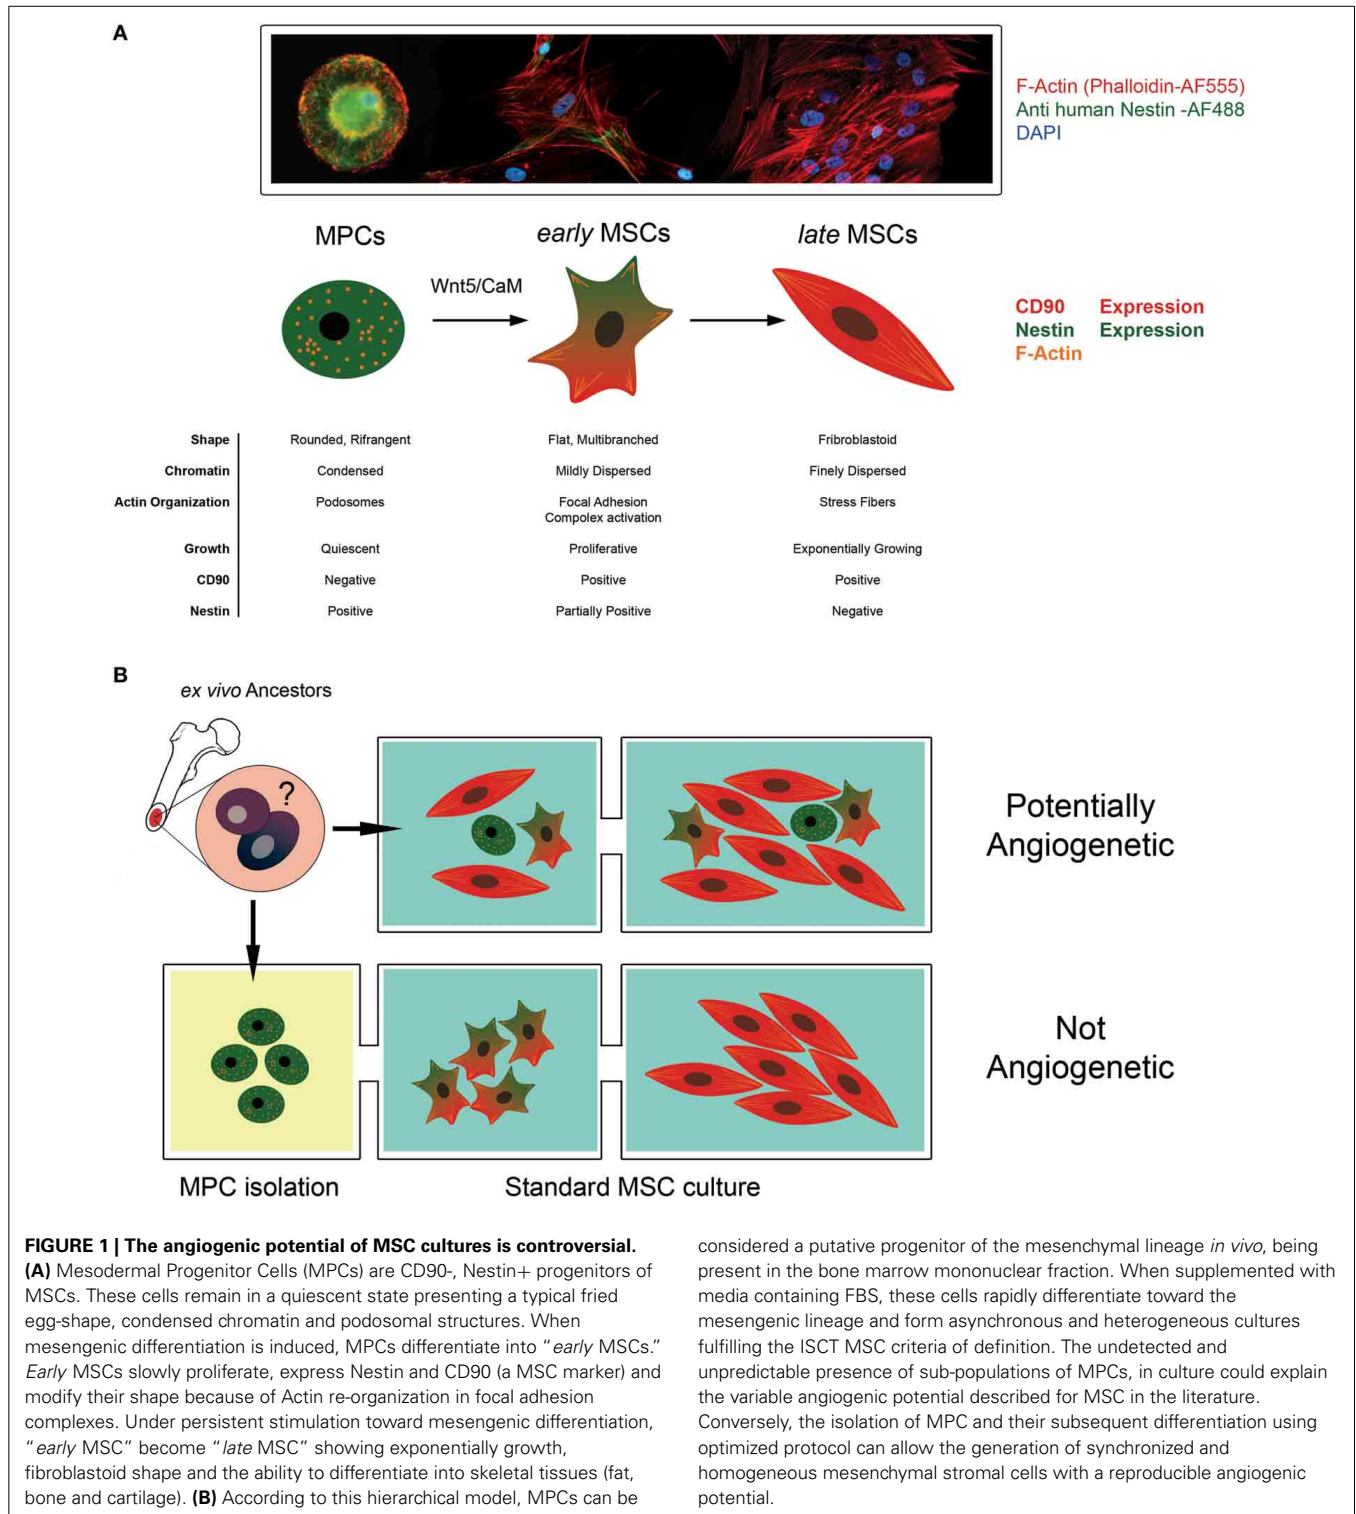 A
F-Actin (Phalloidin-AF555)
Anti human Nestin -AF488
DAPI
MPCs
early MSCs
late MSCs
Wnt5/CaM
CD90 Expression
Nestin Expression
F-Actin
Shape Rounded, Rifrangent Flat, Multibranched Fribroblastoid
Chromatin Condensed Mildly Dispersed Finely Dispersed
Actin Organization Podosomes Focal Adhesion Stress Fibers
Compolex activation
Growth Quiescent Proliferative Exponentially Growing
CD90 Negative Positive Positive
Nestin Positive Partially Positive Negative
B
ex vivo Ancestors
?
Potentially
Angiogenetic
Not
Angiogenetic
MPC isolation
Standard MSC culture
FIGURE 1 | The angiogenic potential of MSC cultures is controversial.
(A) Mesodermal Progenitor Cells (MPCs) are CD90-, Nestin+ progenitors of
MSCs. These cells remain in a quiescent state presenting a typical fried
egg-shape, condensed chromatin and podosomal structures. When
mesengenic differentiation is induced, MPCs differentiate into “early MSCs.”
Early MSCs slowly proliferate, express Nestin and CD90 (a MSC marker) and
modify their shape because of Actin re-organization in focal adhesion
complexes. Under persistent stimulation toward mesengenic differentiation,
“early MSC” become “late MSC” showing exponentially growth,
fibroblastoid shape and the ability to differentiate into skeletal tissues (fat,
bone and cartilage). (B) According to this hierarchical model, MPCs can be
considered a putative progenitor of the mesenchymal lineage in vivo, being
present in the bone marrow mononuclear fraction. When supplemented with
media containing FBS, these cells rapidly differentiate toward the
mesengenic lineage and form asynchronous and heterogeneous cultures
fulfilling the ISCT MSC criteria of definition. The undetected and
unpredictable presence of sub-populations of MPCs, in culture could explain
the variable angiogenic potential described for MSC in the literature.
Conversely, the isolation of MPC and their subsequent differentiation using
optimized protocol can allow the generation of synchronized and
homogeneous mesenchymal stromal cells with a reproducible angiogenic
potential.